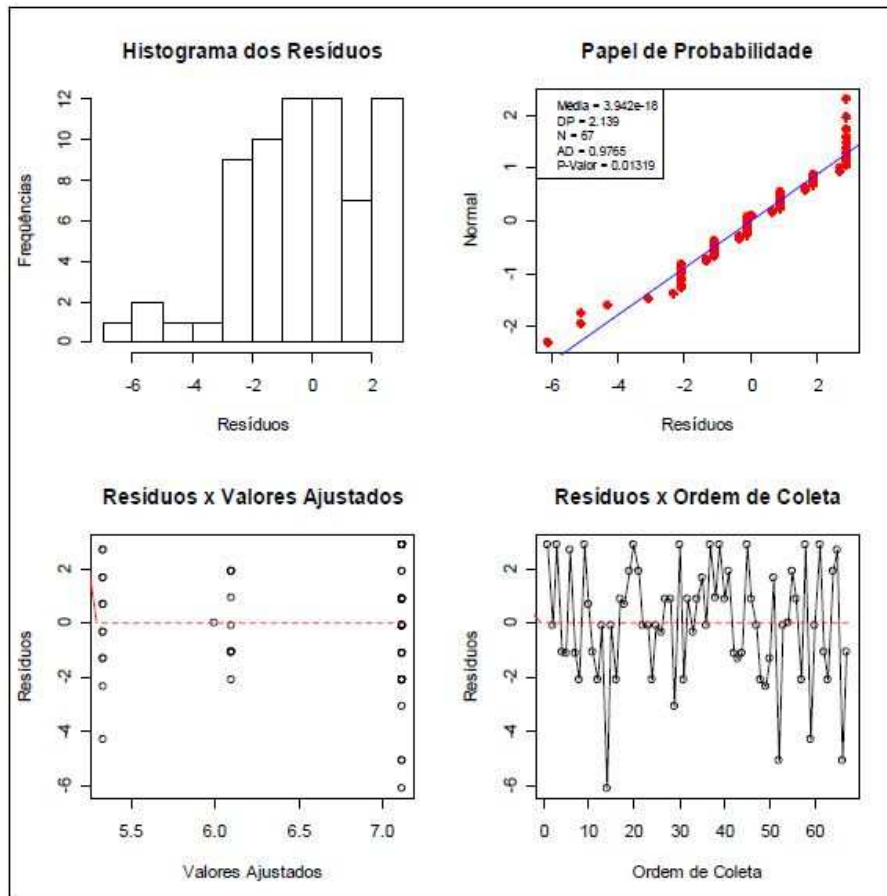 Histograma dos Resíduos
12
10
8
6
4
2
0
Freqüências
-6
-4
-2
0
2
Resíduos
Papel de Probabilidade
Média = 3.942e-18
DP = 2.139
N = 67
AD = 0.9765
P-Valor = 0.01319
2
1
0
-1
-2
Normal
-6
-4
-2
0
2
Resíduos
Resíduos x Valores Ajustados
2
0
-2
-4
-6
Resíduos
5.5
6.0
6.5
7.0
Valores Ajustados
Resíduos x Ordem de Coleta
2
0
-2
-4
-6
Resíduos
0
10
20
30
40
50
60
Ordem de Coleta